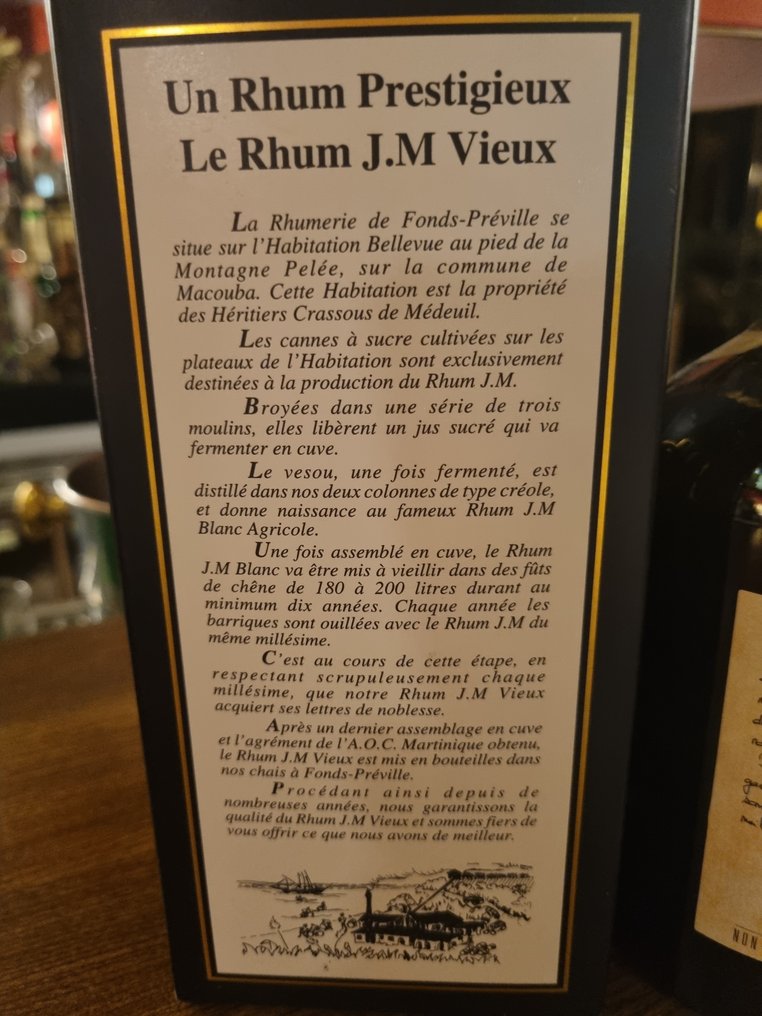 Un Rhum Prestigieux
Le Rhum J.M Vieux
La Rhumerie de Fonds-Préville se
situe sur l'Habitation Bellevue au pied de la
Montagne Pelée, sur la commune de
Macouba. Cette Habitation est la propriété
des Héritiers Crassous de Médeuil.
Les cannes à sucre cultivées sur les
plateaux de l'Habitation sont exclusivement
destinées à la production du Rhum J.M.
Broyées dans une série de trois
moulins, elles libèrent un jus sucré qui va
fermenter en cuve.
Le vesou, une fois fermenté, est
distillé dans nos deux colonnes de type créole,
et donne naissance au fameux Rhum J.M
Blanc Agricole.
Une fois assemblé en cuve, le Rhum
J.M Blanc va être mis à vieillir dans des fûts
de chêne de 180 à 200 litres durant au
minimum dix années. Chaque année les
barriques sont ouillées avec le Rhum J.M du
même millésime.
C'est au cours de cette étape, en
respectant scrupuleusement chaque
millésime, que notre Rhum J.M Vieux
acquiert ses lettres de noblesse.
Après un dernier assemblage en cuve
et l'agrément de l'A.O.C. Martinique obtenu,
le Rhum J.M Vieux est mis en bouteilles dans
nos chais à Fonds-Préville.
Procédant ainsi depuis de
nombreuses années, nous garantissons la
qualité du Rhum J.M Vieux et sommes fiers de
vous offrir ce que nous avons de meilleur.
NON